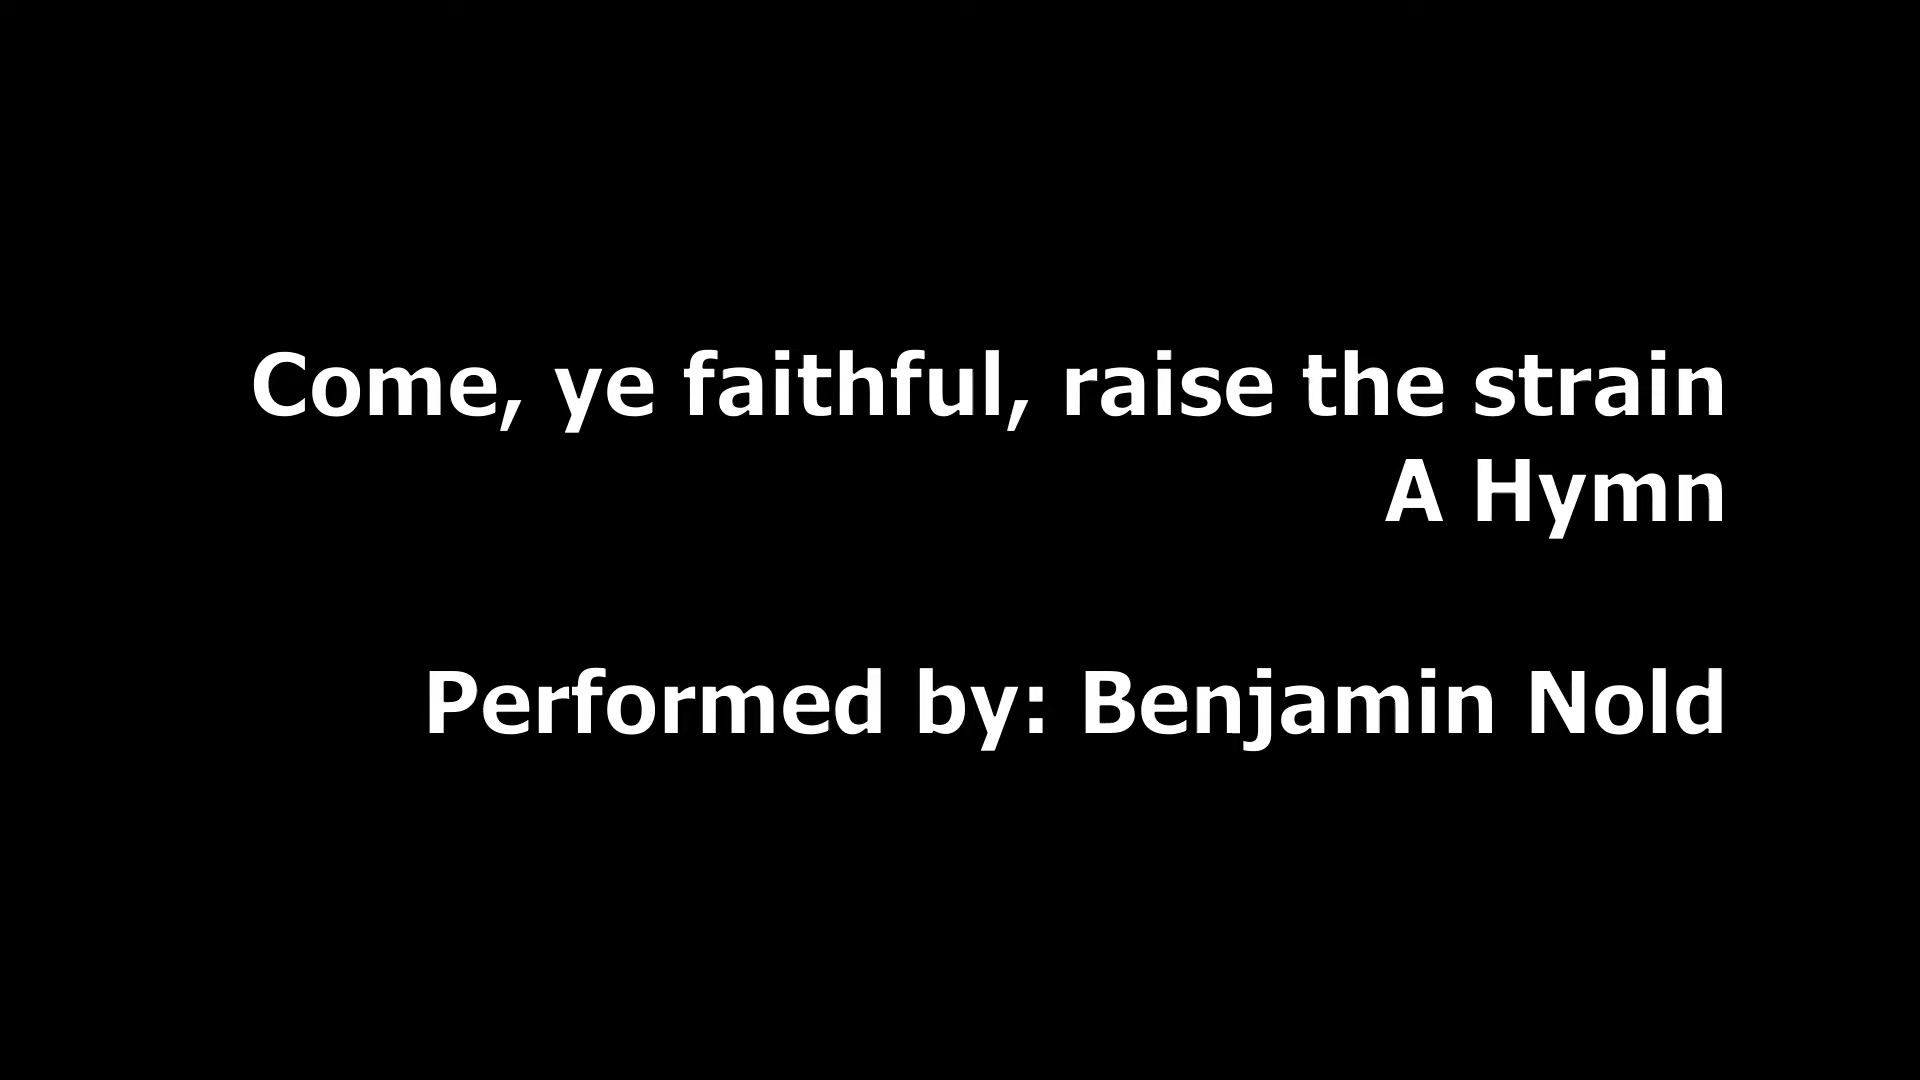 Come, ye faithful, raise the strain
A Hymn
Performed by: Benjamin Nold